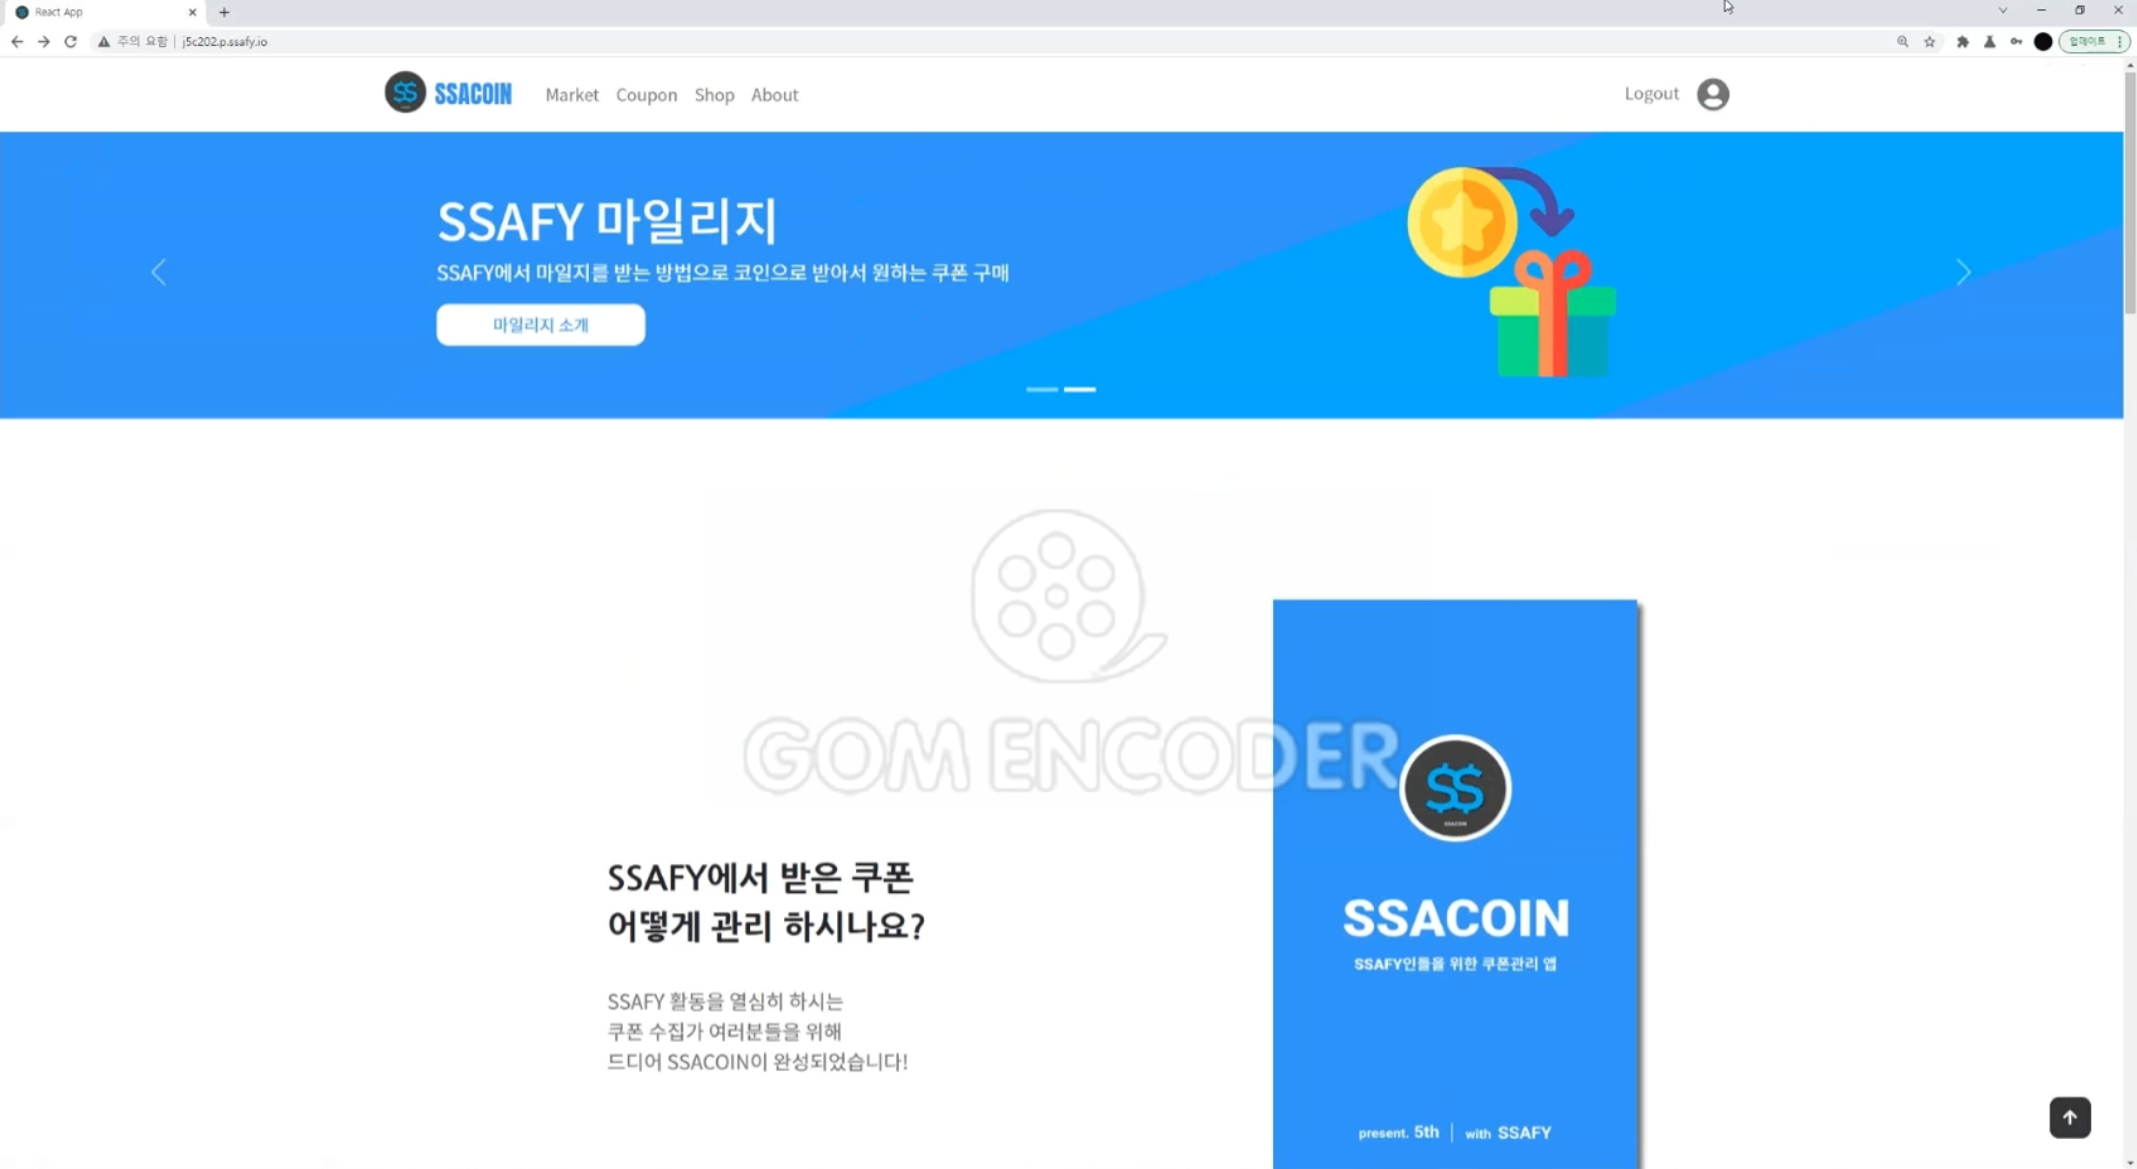 React App
주의 요함 | j5c202.p.ssafy.io
업데이트
SS SSACOIN
Market Coupon Shop About
Logout
SSAFY 마일리지
SSAFY에서 마일지를 받는 방법으로 코인으로 받아서 원하는 쿠폰 구매
마일리지 소개
GOM ENCODER
SSAFY에서 받은 쿠폰
어떻게 관리 하시나요?
SSAFY 활동을 열심히 하시는
쿠폰 수집가 여러분들을 위해
드디어 SSACOIN이 완성되었습니다!
SS
SSACOIN
SSACOIN
SSAFY인들을 위한 쿠폰관리 앱
present. 5th | with SSAFY